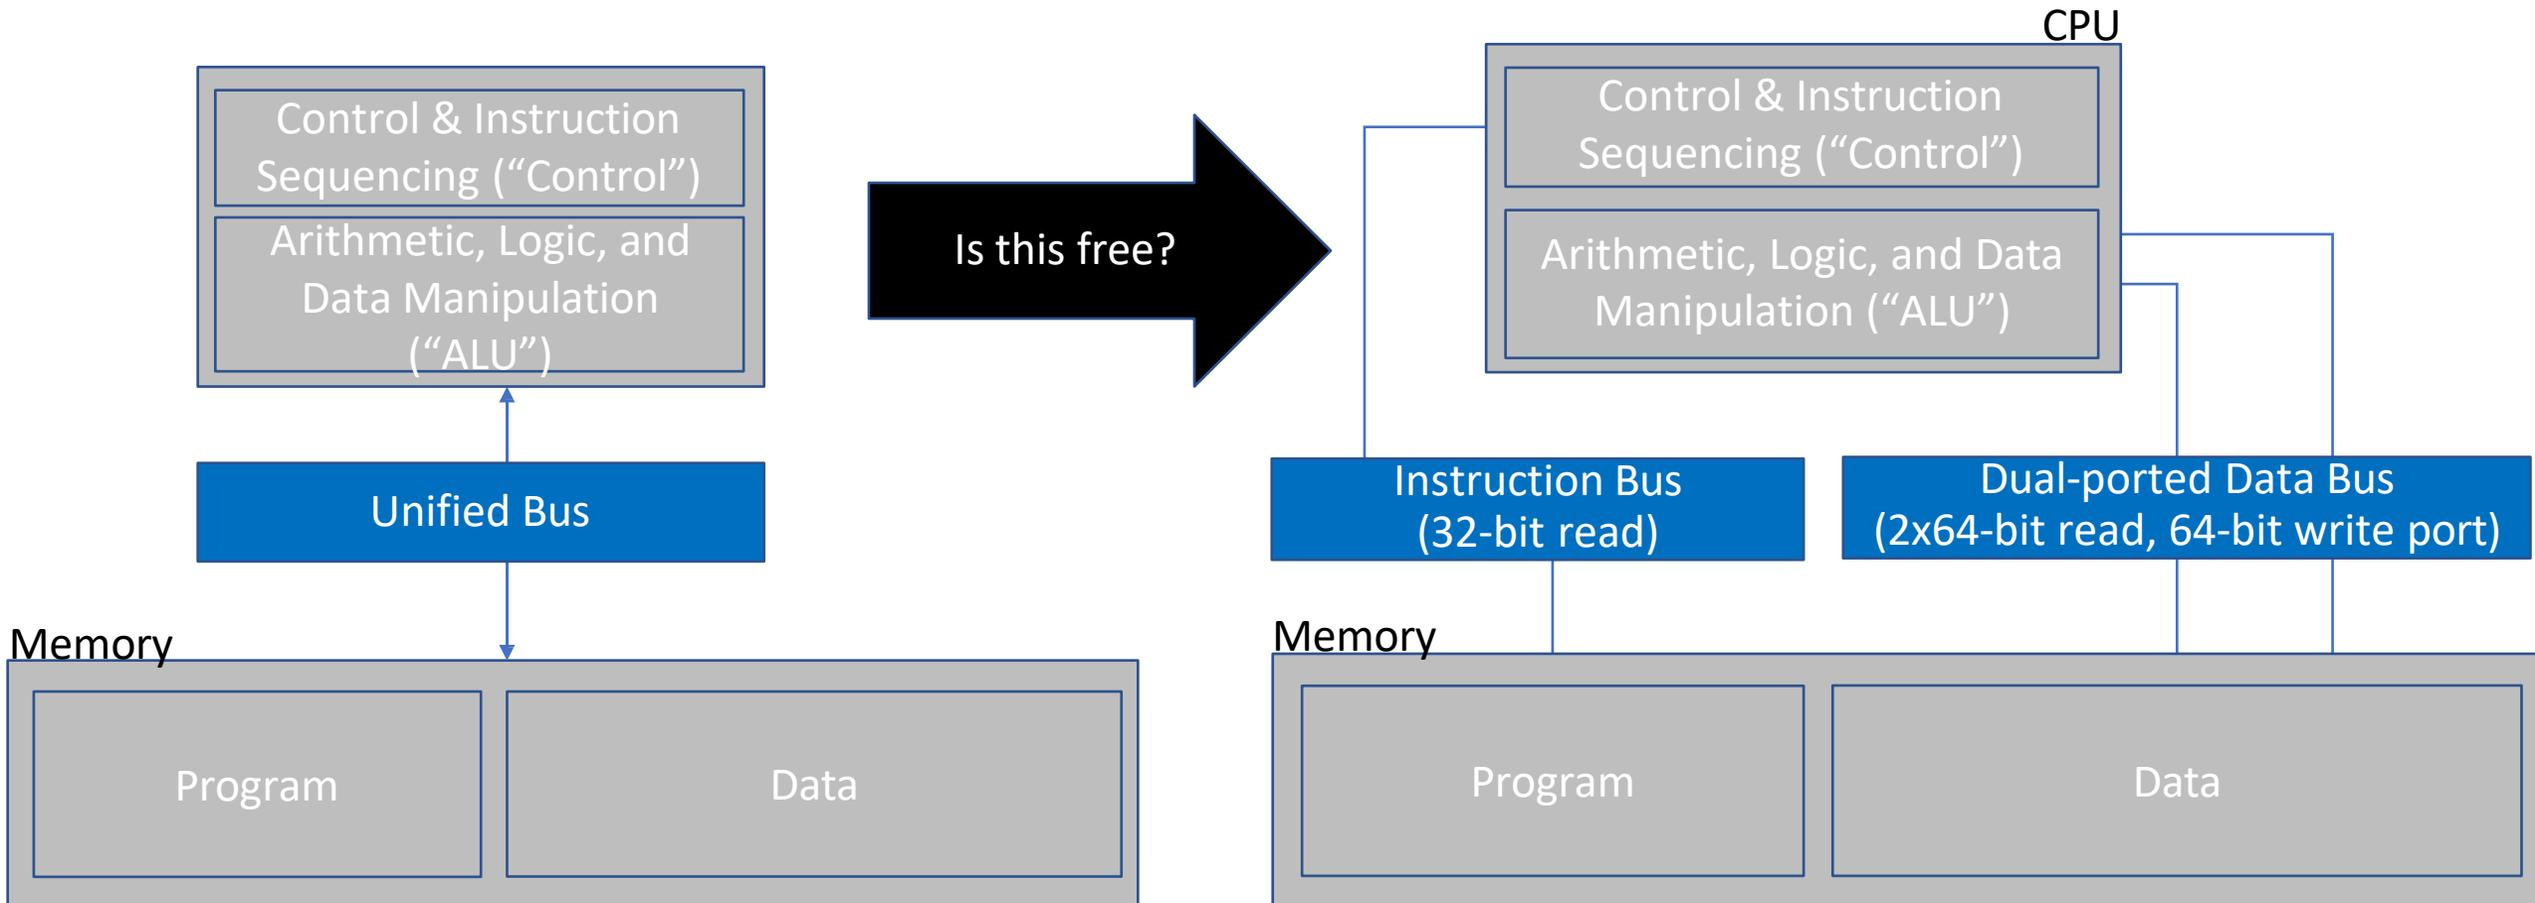 Control & Instruction
Sequencing (“Control”)
Arithmetic, Logic, and
Data Manipulation
(“ALU”)
Unified Bus
Memory
Program
Data
Is this free?
CPU
Control & Instruction
Sequencing (“Control”)
Arithmetic, Logic, and Data
Manipulation (“ALU”)
Instruction Bus
(32-bit read)
Dual-ported Data Bus
(2x64-bit read, 64-bit write port)
Memory
Program
Data